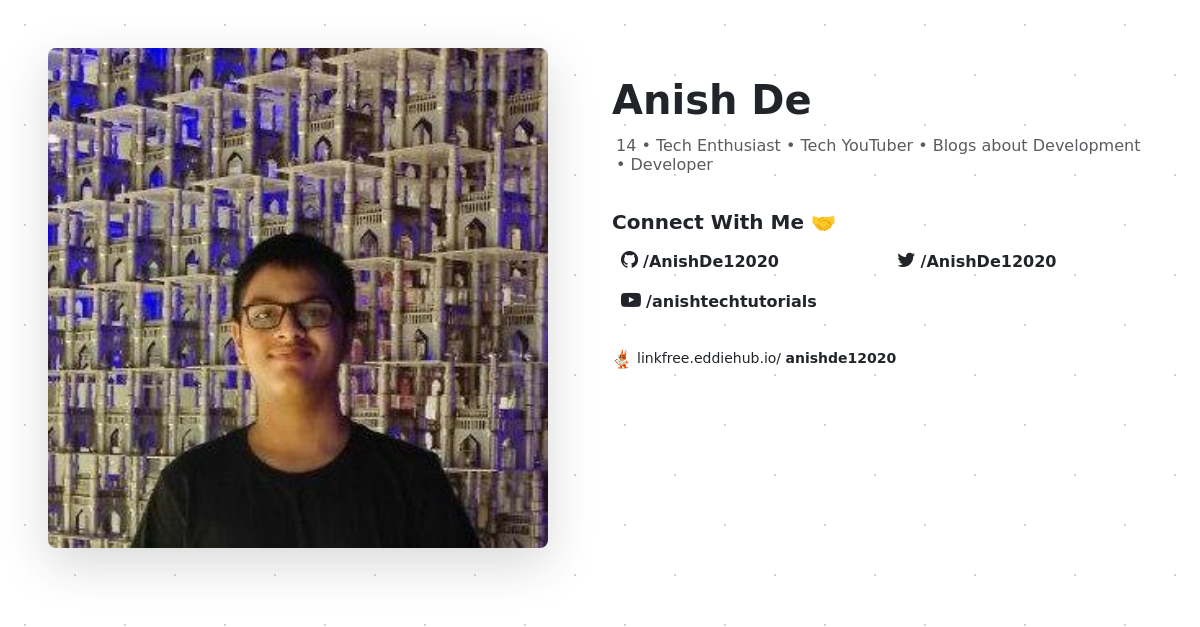 Anish De
14 • Tech Enthusiast • Tech YouTuber • Blogs about Development
• Developer
Connect With Me 🤝
/AnishDe12020
/AnishDe12020
/anishtechtutorials
linkfree.eddiehub.io/ anishde12020